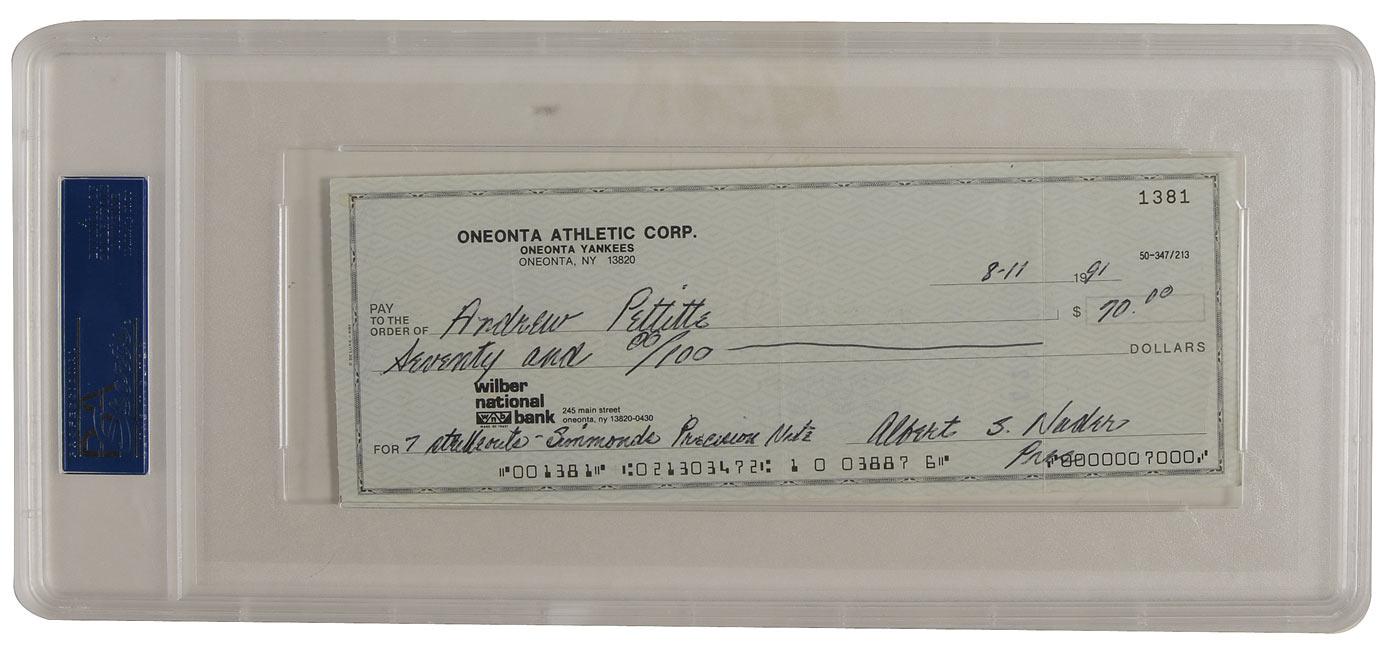 1381
ONEONTA ATHLETIC CORP.
ONEONTA YANKEES
ONEONTA, NY 13820
50-347/213
8-11 1991
PAY
TO THE
ORDER OF Andrew Pettitte $ 70.00
Seventy and 00/100 DOLLARS
wilber
national
bank
245 main street
oneonta, ny 13820-0430
FOR 7 strikeouts - Simmonds Precision Nite Albert S. Nader
Pres
⑈001381⑈ ⑆021303472⑆ 1 0 03887 6⑈ ⑈0000007000⑈
PSA